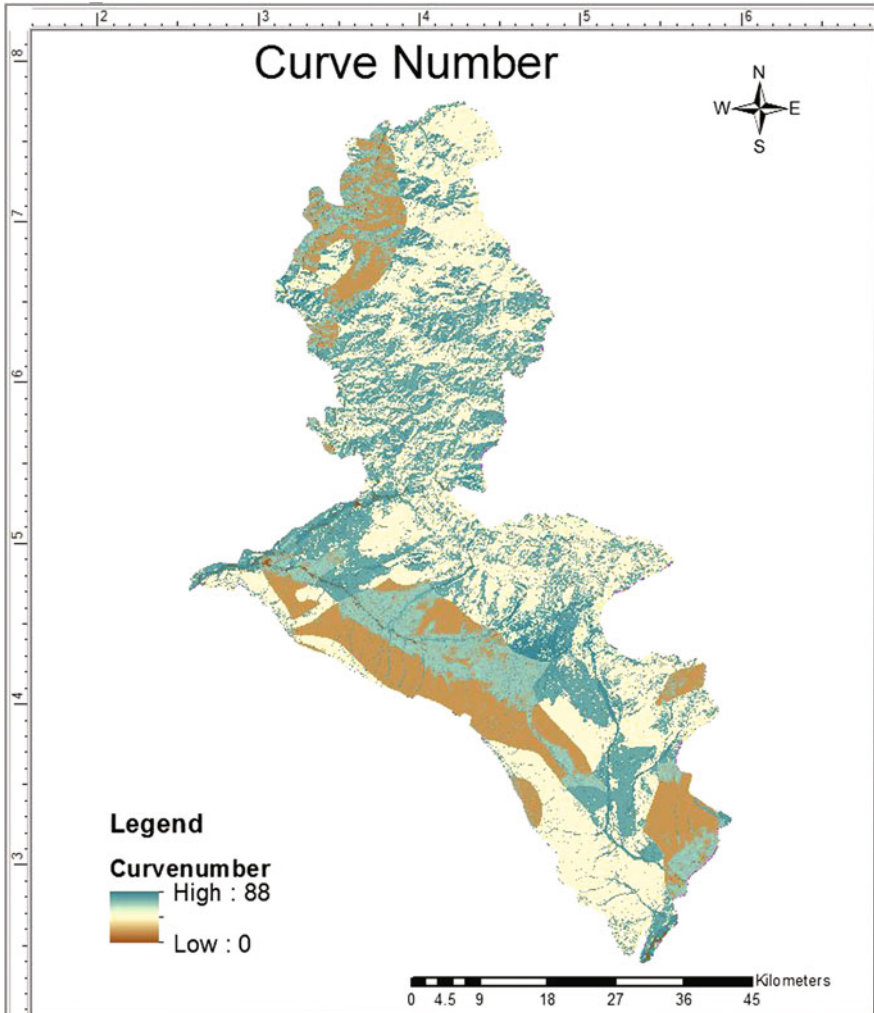 2 3 4 5 6
8
7
6
5
4
3
Curve Number
N
W E
S
Legend
Curvenumber
High : 88
Low : 0
Kilometers
0 4.5 9 18 27 36 45